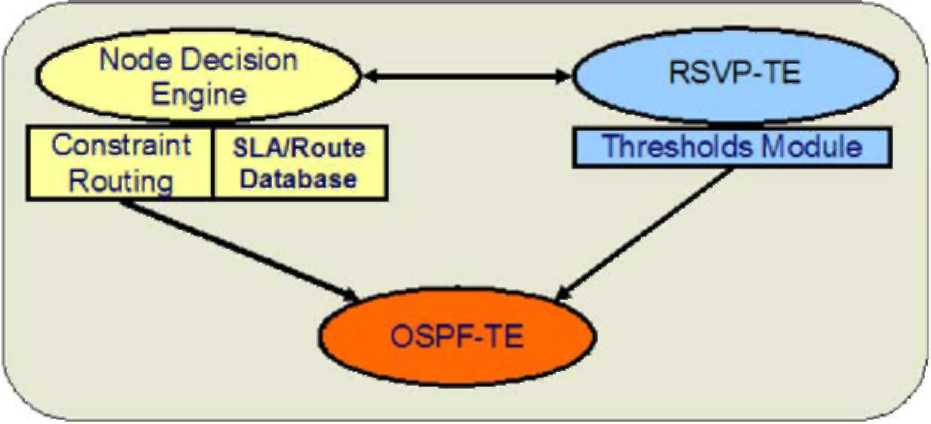 Node Decision
Engine
RSVP-TE
Constraint
Routing
SLA/Route
Database
Thresholds Module
OSPF-TE